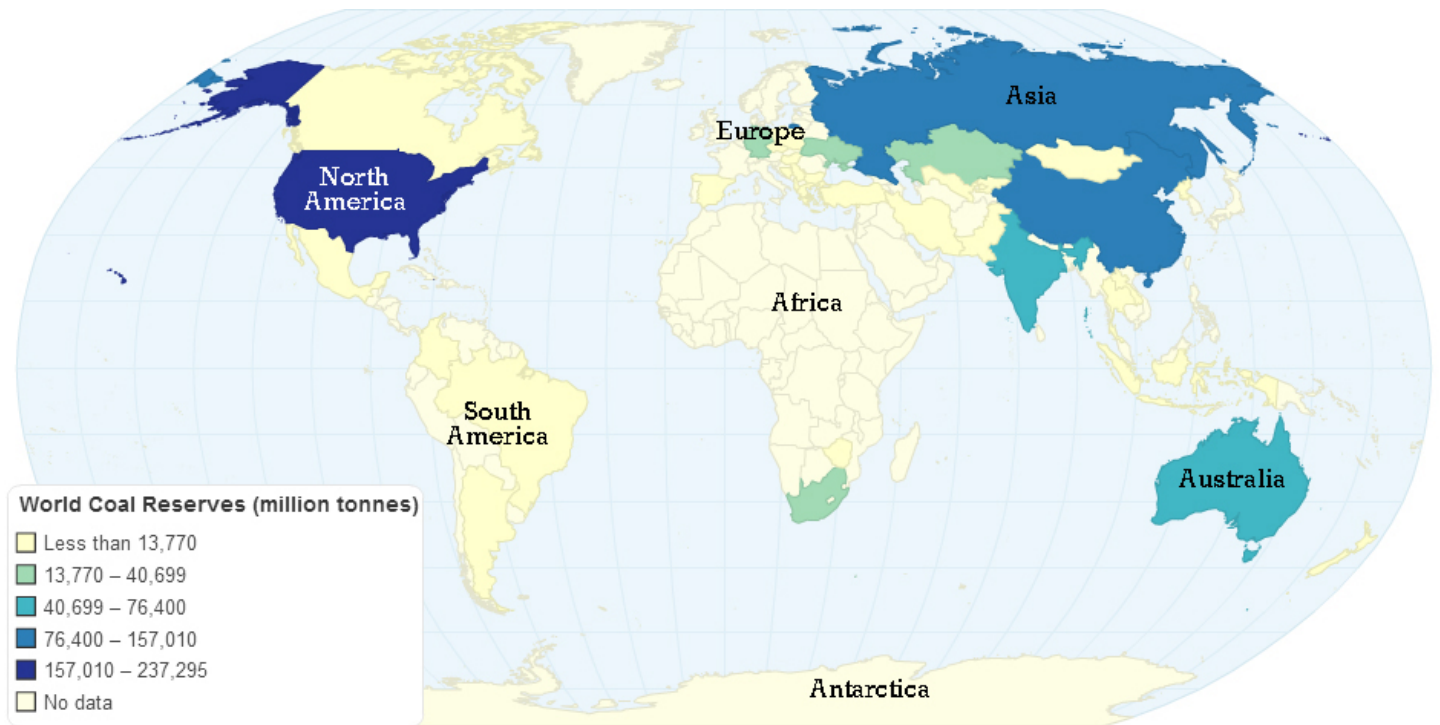 Asia
Europe
North
America
Africa
South
America
Australia
World Coal Reserves (million tonnes)
Less than 13,770
13,770 – 40,699
40,699 – 76,400
76,400 – 157,010
157,010 – 237,295
No data
Antarctica